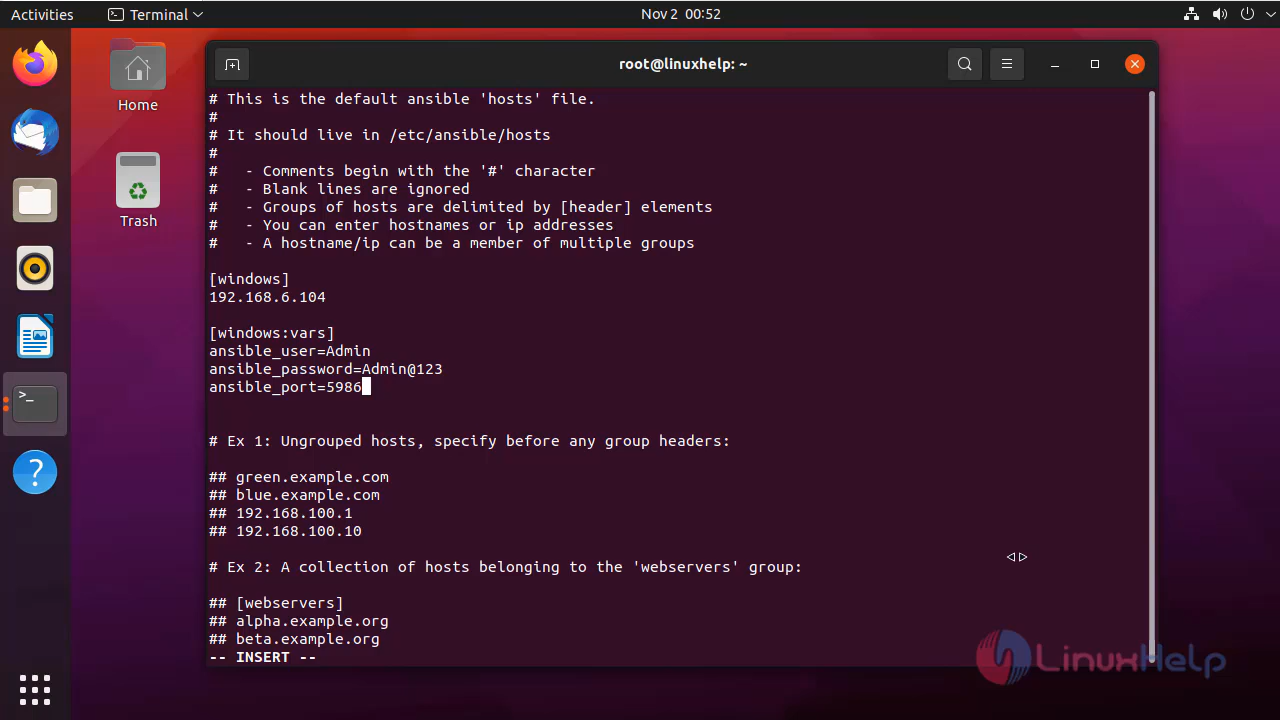 Activities
Terminal
Nov 2 00:52
Home
Trash
root@linuxhelp: ~
# This is the default ansible 'hosts' file.
#
# It should live in /etc/ansible/hosts
#
#   - Comments begin with the '#' character
#   - Blank lines are ignored
#   - Groups of hosts are delimited by [header] elements
#   - You can enter hostnames or ip addresses
#   - A hostname/ip can be a member of multiple groups
[windows]
192.168.6.104
[windows:vars]
ansible_user=Admin
ansible_password=Admin@123
ansible_port=5986
# Ex 1: Ungrouped hosts, specify before any group headers:
## green.example.com
## blue.example.com
## 192.168.100.1
## 192.168.100.10
# Ex 2: A collection of hosts belonging to the 'webservers' group:
## [webservers]
## alpha.example.org
## beta.example.org
-- INSERT --
LinuxHelp